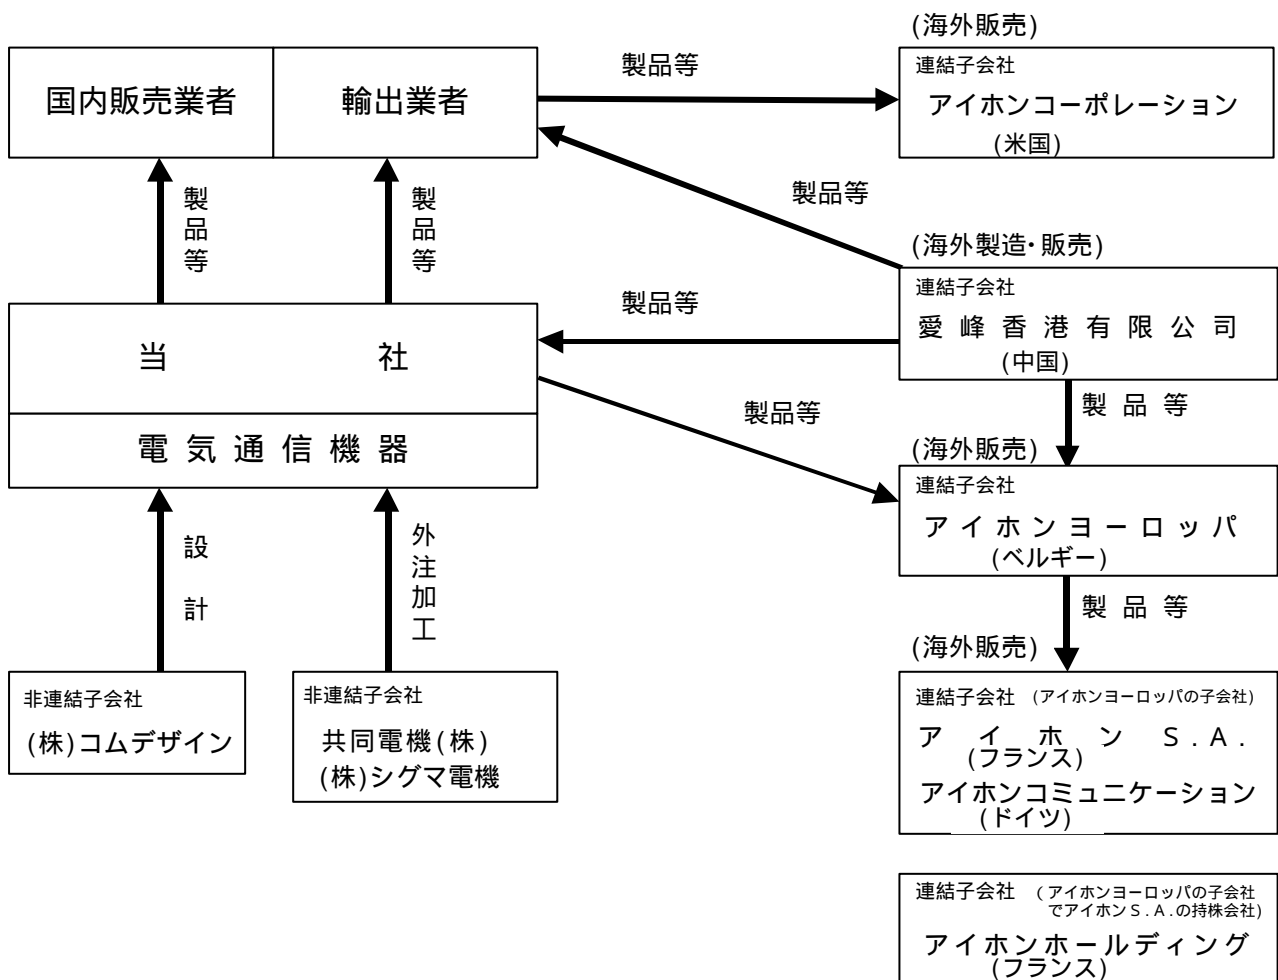 (海外販売)
国内販売業者
輸出業者
製品等
連結子会社
アイホンコーポレーション
(米国)
製品等
製品等
製品等
(海外製造・販売)
連結子会社
愛峰香港有限公司
(中国)
製品等
当社
電気通信機器
製品等
製品等
(海外販売)
連結子会社
アイホンヨーロッパ
(ベルギー)
設計
外注加工
製品等
(海外販売)
非連結子会社
(株)コムデザイン
非連結子会社
共同電機(株)
(株)シグマ電機
連結子会社 (アイホンヨーロッパの子会社)
アイホンS.A.
(フランス)
アイホンコミュニケーション
(ドイツ)
連結子会社 (アイホンヨーロッパの子会社
でアイホンS.A.の持株会社)
アイホンホールディング
(フランス)